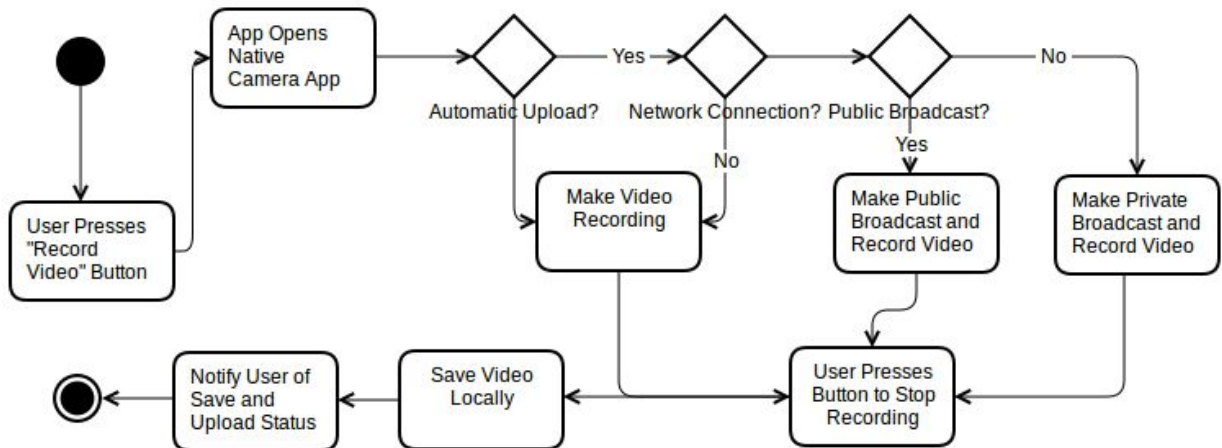 App Opens
Native
Camera App
Yes
No
Automatic Upload?
Network Connection?
Public Broadcast?
No
Yes
User Presses
"Record
Video" Button
Make Video
Recording
Make Public
Broadcast and
Record Video
Make Private
Broadcast and
Record Video
User Presses
Button to Stop
Recording
Save Video
Locally
Notify User of
Save and
Upload Status